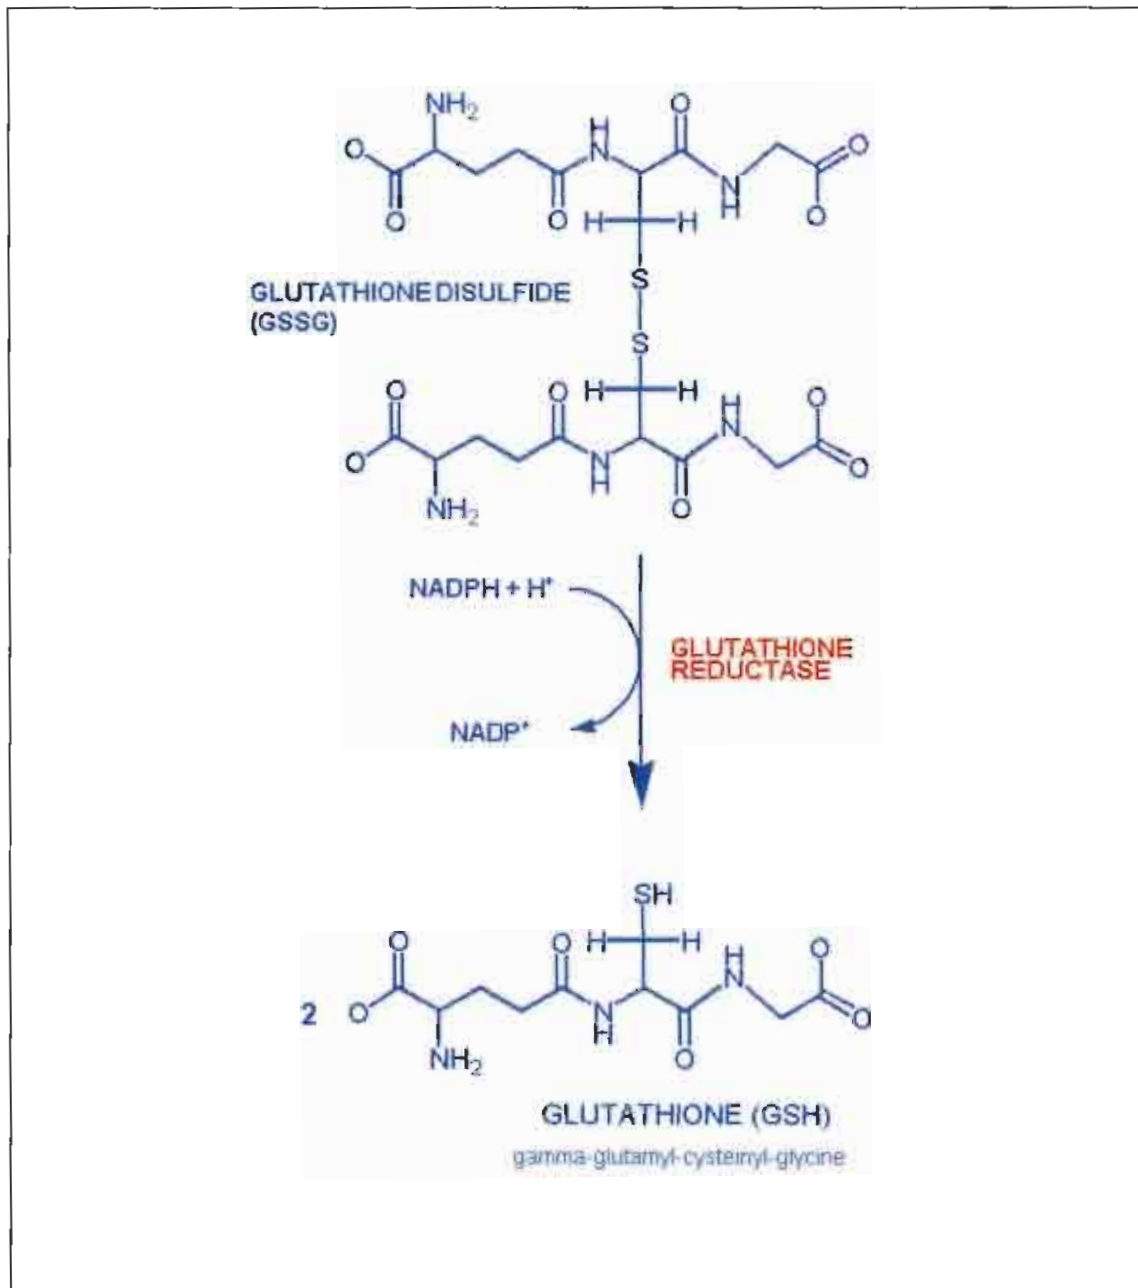 NH2 H O
O N O
O O H H N H O
S
GLUTATHIONE DISULFIDE
(GSSG)
S
O O H H H O
O N H N O
NH2 O
NADPH + H+
GLUTATHIONE
REDUCTASE
NADP+
SH
O O H H H O
2 O N H N O
NH2 O
GLUTATHIONE (GSH)
gamma-glutamyl-cysteinyl-glycine